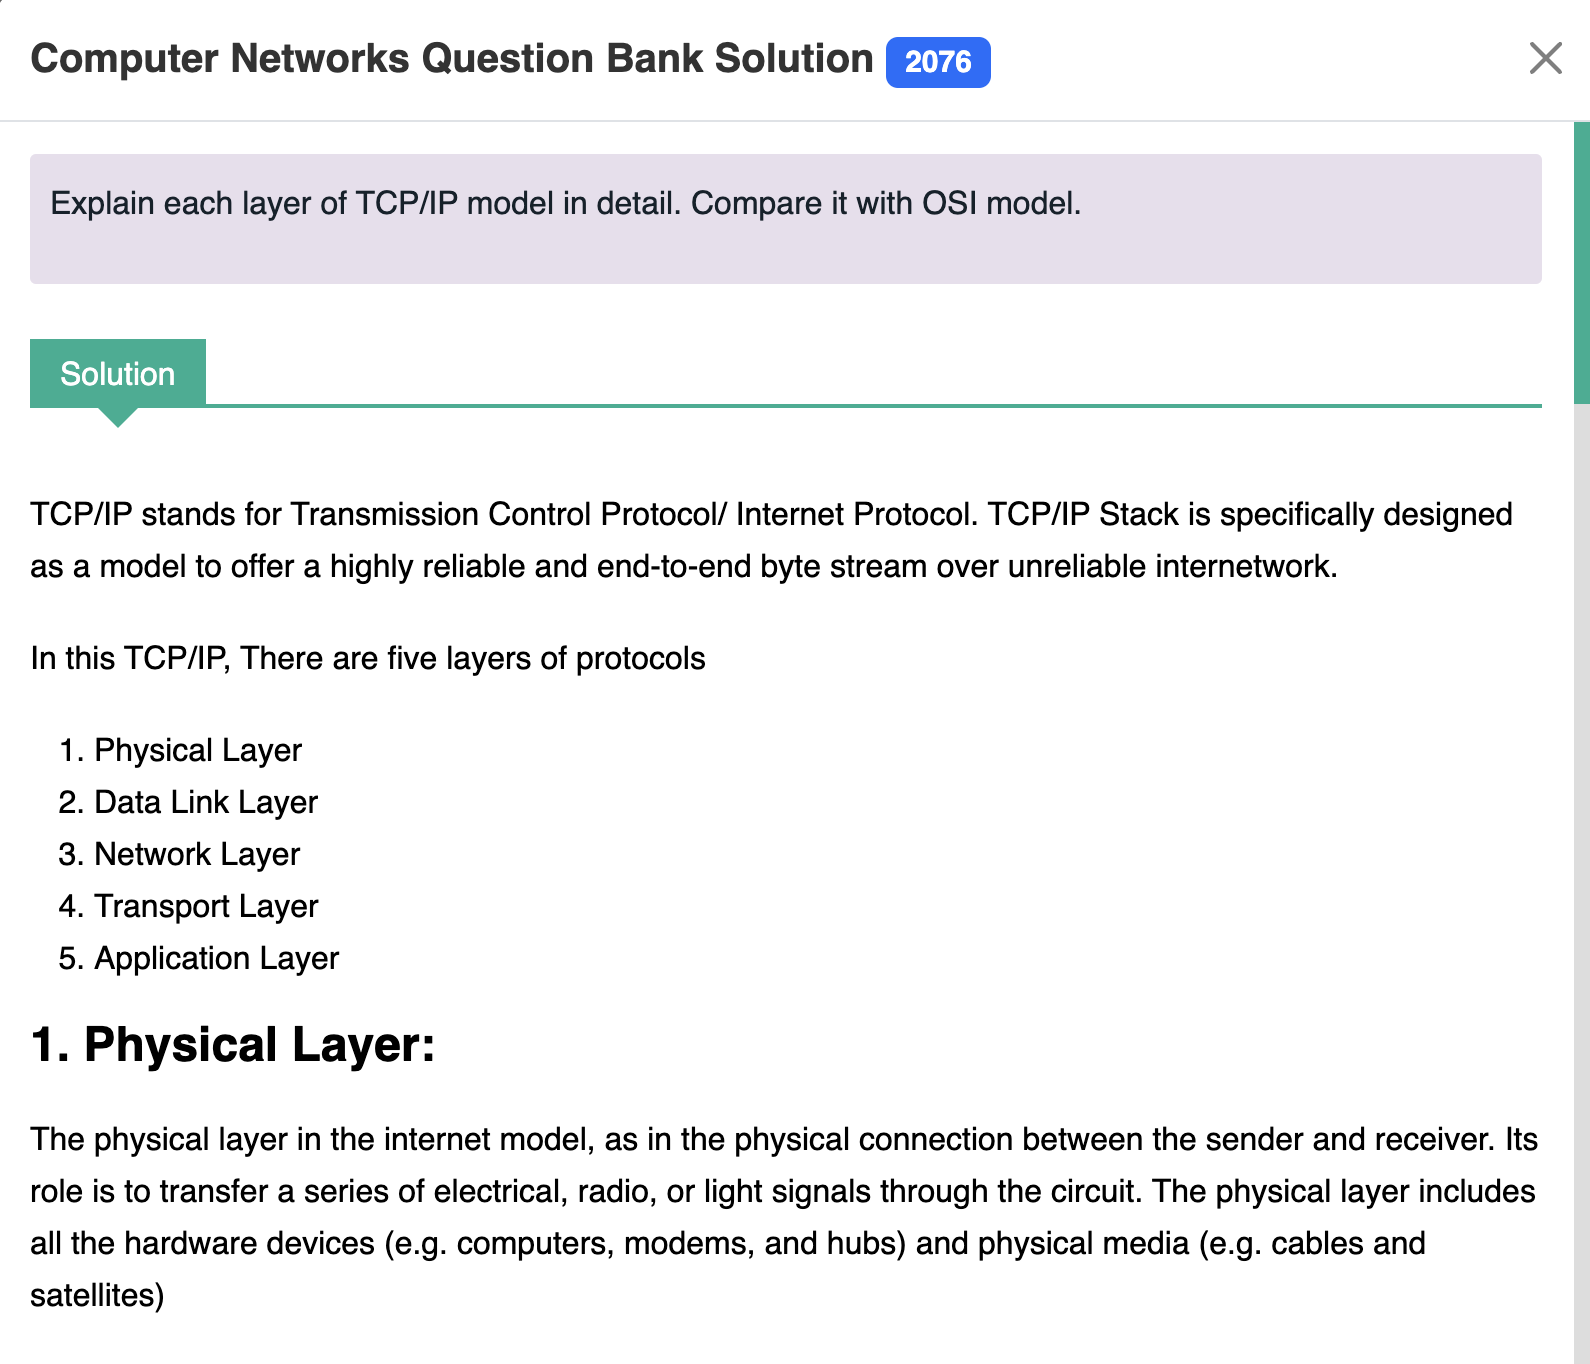 Computer Networks Question Bank Solution 2076
Explain each layer of TCP/IP model in detail. Compare it with OSI model.
Solution
TCP/IP stands for Transmission Control Protocol/ Internet Protocol. TCP/IP Stack is specifically designed
as a model to offer a highly reliable and end-to-end byte stream over unreliable internetwork.
In this TCP/IP, There are five layers of protocols
1. Physical Layer
2. Data Link Layer
3. Network Layer
4. Transport Layer
5. Application Layer
1. Physical Layer:
The physical layer in the internet model, as in the physical connection between the sender and receiver. Its
role is to transfer a series of electrical, radio, or light signals through the circuit. The physical layer includes
all the hardware devices (e.g. computers, modems, and hubs) and physical media (e.g. cables and
satellites)